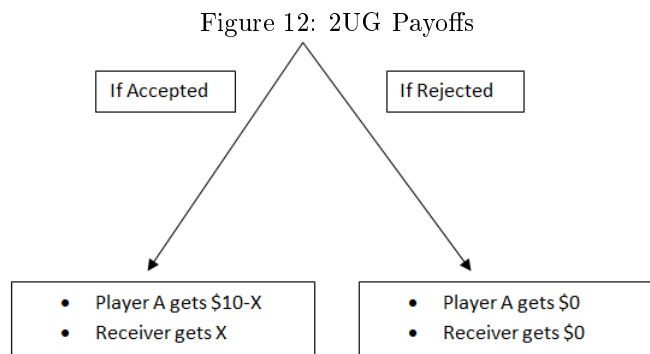 Figure 12: 2UG Payoffs
If Accepted
If Rejected
• Player A gets $10-X
• Receiver gets X
• Player A gets $0
• Receiver gets $0